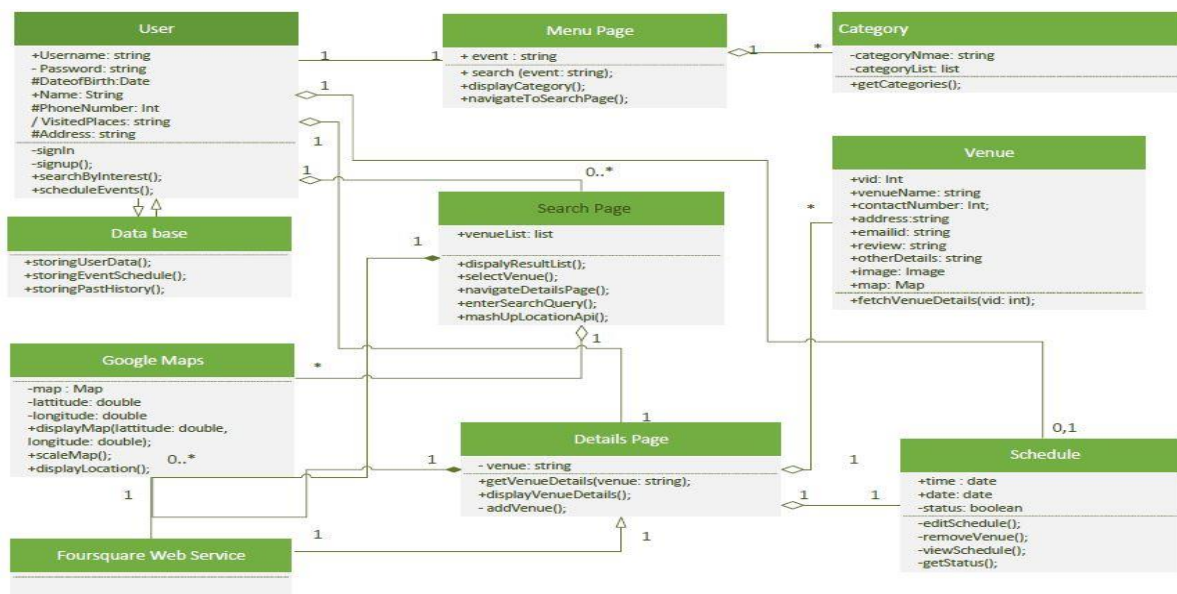 User
+Username: string
- Password: string
#DateofBirth:Date
+Name: String
#PhoneNumber: Int
/ VisitedPlaces: string
#Address: string
-signIn
-signup();
+searchByInterest();
+scheduleEvents();
1
1
1
1
1
Menu Page
+ event : string
+ search (event: string);
+displayCategory();
+navigateToSearchPage();
1
*
Category
-categoryNmae: string
-categoryList: list
+getCategories();
Data base
+storingUserData();
+storingEventSchedule();
+storingPastHistory();
0..*
Search Page
+venueList: list
+dispalyResultList();
+selectVenue();
+navigateDetailsPage();
+enterSearchQuery();
+mashUpLocationApi();
1
1
*
Venue
+vid: Int
+venueName: string
+contactNumber: Int;
+address:string
+emailid: string
+review: string
+otherDetails: string
+image: Image
+map: Map
+fetchVenueDetails(vid: int);
*
Google Maps
-map : Map
-lattitude: double
-longitude: double
+displayMap(lattitude: double,
longitude: double);
+scaleMap();
+displayLocation();
0..*
1
1
Details Page
- venue: string
+getVenueDetails(venue: string);
+displayVenueDetails();
- addVenue();
1
1
1
1
0,1
Schedule
+time : date
+date: date
-status: boolean
-editSchedule();
-removeVenue();
-viewSchedule();
-getStatus();
Foursquare Web Service
1
1